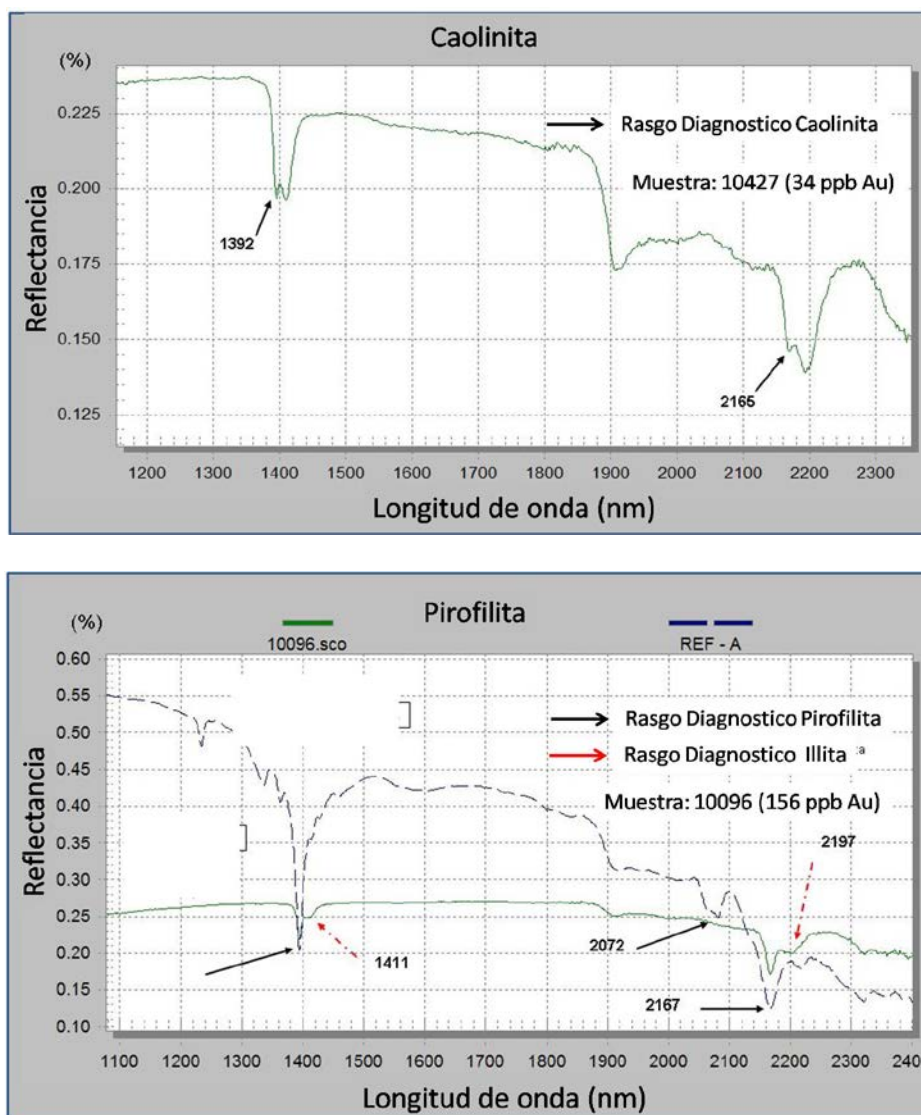 Caolinita
(%)
Rasgo Diagnostico Caolinita
Muestra: 10427 (34 ppb Au)
Reflectancia
0.225
0.200
0.175
0.150
0.125
1392
2165
1200 1300 1400 1500 1600 1700 1800 1900 2000 2100 2200 2300
Longitud de onda (nm)
Pirofilita
(%)
10096.sco
REF - A
Rasgo Diagnostico Pirofilita
Rasgo Diagnostico Illita a
Muestra: 10096 (156 ppb Au)
Reflectancia
0.60
0.55
0.50
0.45
0.40
0.35
0.30
0.25
0.20
0.15
0.10
2197
1411
2072
2167
1100 1200 1300 1400 1500 1600 1700 1800 1900 2000 2100 2200 2300 240
Longitud de onda (nm)